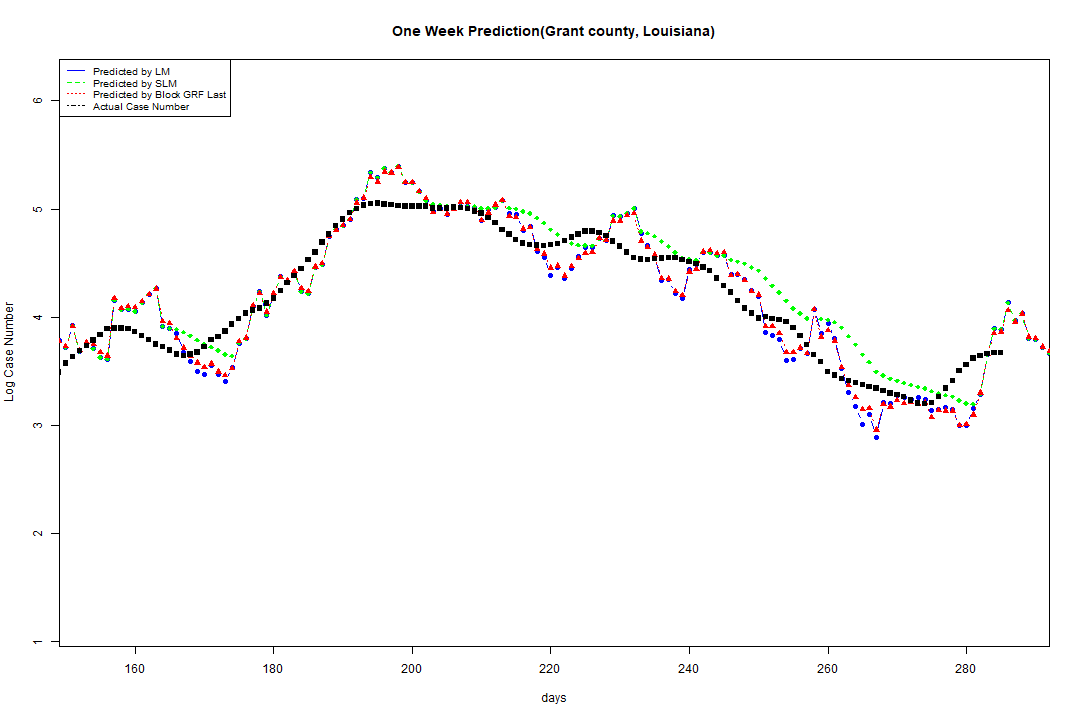 One Week Prediction(Grant county, Louisiana)
Predicted by LM
Predicted by SLM
Predicted by Block GRF Last
Actual Case Number
6
5
4
3
2
1
Log Case Number
160 180 200 220 240 260 280
days